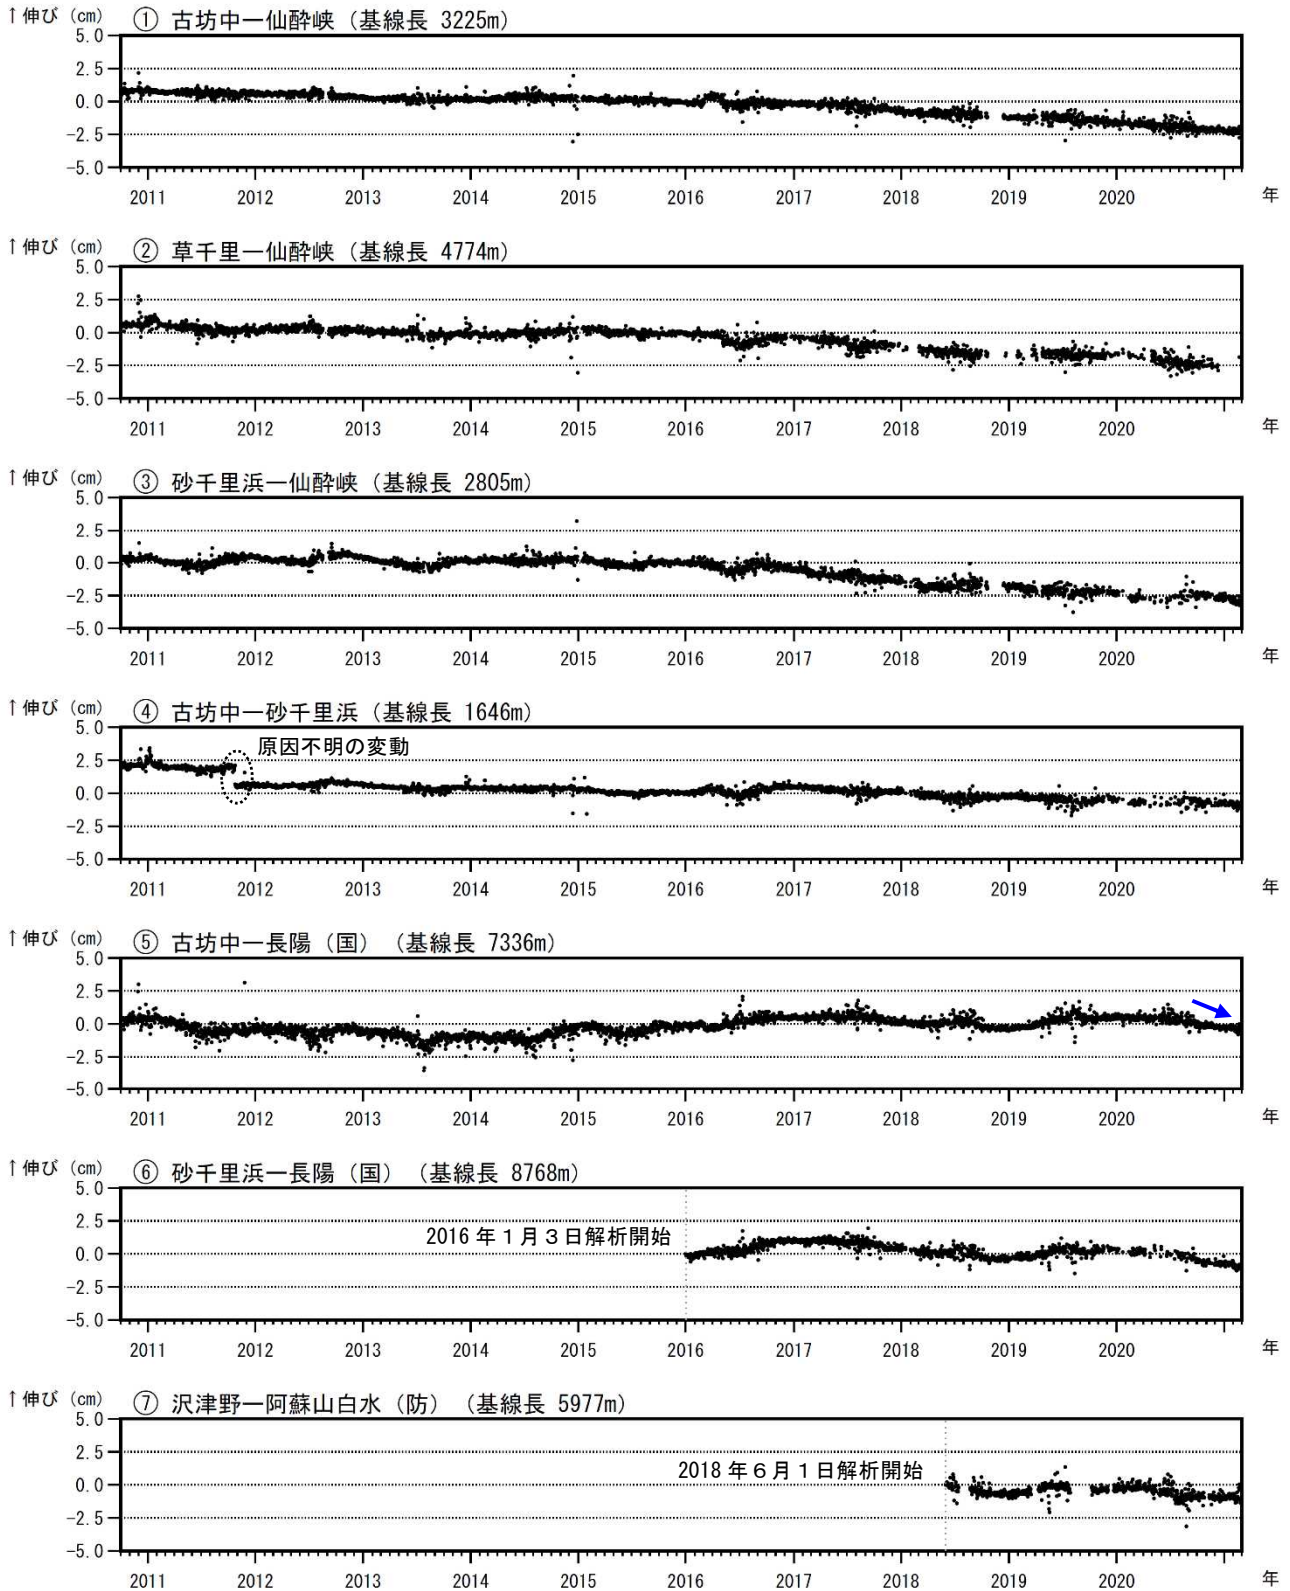 ↑伸び (cm) ① 古坊中―仙酔峡 (基線長 3225m)
5.0
2.5
0.0
-2.5
-5.0
2011 2012 2013 2014 2015 2016 2017 2018 2019 2020 年
↑伸び (cm) ② 草千里―仙酔峡 (基線長 4774m)
5.0
2.5
0.0
-2.5
-5.0
2011 2012 2013 2014 2015 2016 2017 2018 2019 2020 年
↑伸び (cm) ③ 砂千里浜―仙酔峡 (基線長 2805m)
5.0
2.5
0.0
-2.5
-5.0
2011 2012 2013 2014 2015 2016 2017 2018 2019 2020 年
↑伸び (cm) ④ 古坊中―砂千里浜 (基線長 1646m)
5.0
原因不明の変動
2.5
0.0
-2.5
-5.0
2011 2012 2013 2014 2015 2016 2017 2018 2019 2020 年
↑伸び (cm) ⑤ 古坊中―長陽(国) (基線長 7336m)
5.0
2.5
0.0
-2.5
-5.0
2011 2012 2013 2014 2015 2016 2017 2018 2019 2020 年
↑伸び (cm) ⑥ 砂千里浜―長陽(国) (基線長 8768m)
5.0
2.5
2016年1月3日解析開始
0.0
-2.5
-5.0
2011 2012 2013 2014 2015 2016 2017 2018 2019 2020 年
↑伸び (cm) ⑦ 沢津野―阿蘇山白水(防) (基線長 5977m)
5.0
2.5
2018年6月1日解析開始
0.0
-2.5
-5.0
2011 2012 2013 2014 2015 2016 2017 2018 2019 2020 年